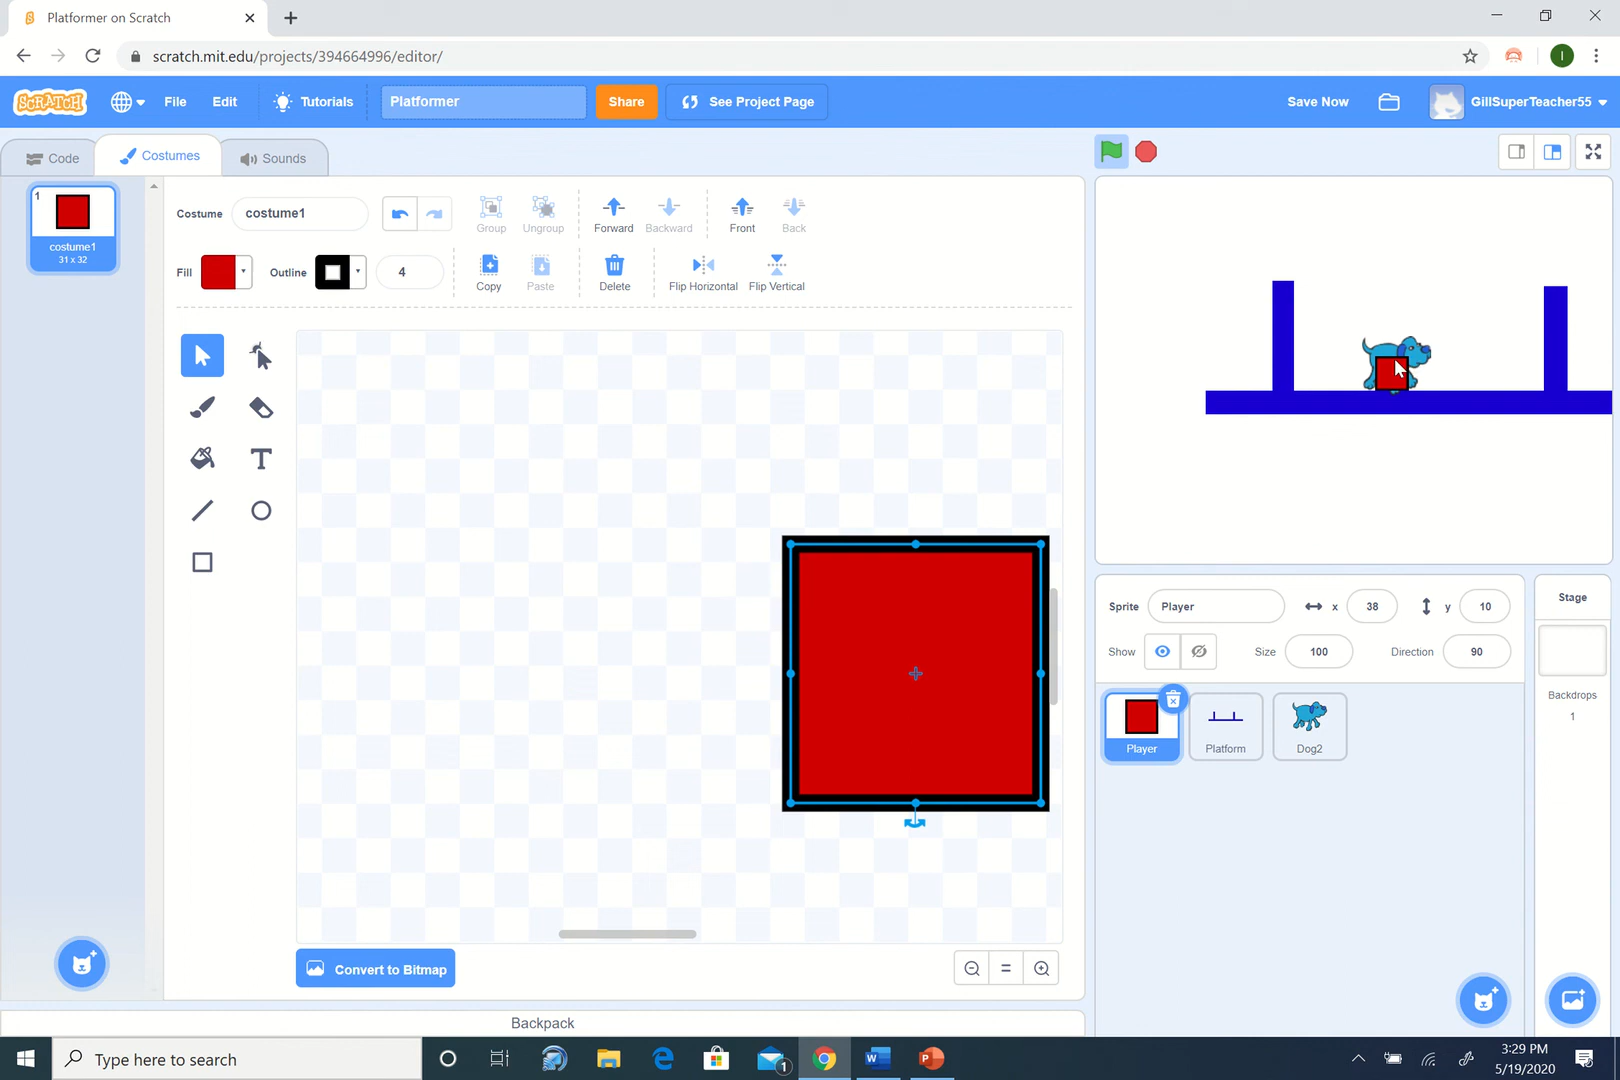 Platformer on Scratch
scratch.mit.edu/projects/394664996/editor/
I
SCRATCH
File
Edit
Tutorials
Platformer
Share
See Project Page
Save Now
GillSuperTeacher55
Code
Costumes
Sounds
1
costume1
31 x 32
Costume
costume1
Group
Ungroup
Forward
Backward
Front
Back
Fill
Outline
4
Copy
Paste
Delete
Flip Horizontal
Flip Vertical
T
Convert to Bitmap
Backpack
Sprite
Player
x
38
y
10
Show
Size
100
Direction
90
Player
Platform
Dog2
Stage
Backdrops
1
Type here to search
1
3:29 PM
5/19/2020